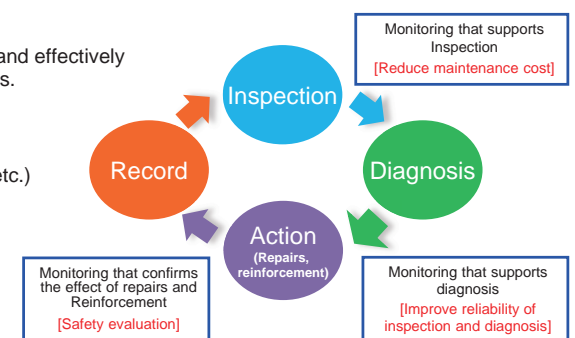 and effectively
s.
etc.)
Monitoring that supports
Inspection
[Reduce maintenance cost]
Inspection
Record
Diagnosis
Action
(Repairs,
reinforcement)
Monitoring that confirms
the effect of repairs and
Reinforcement
[Safety evaluation]
Monitoring that supports
diagnosis
[Improve reliability of
inspection and diagnosis]